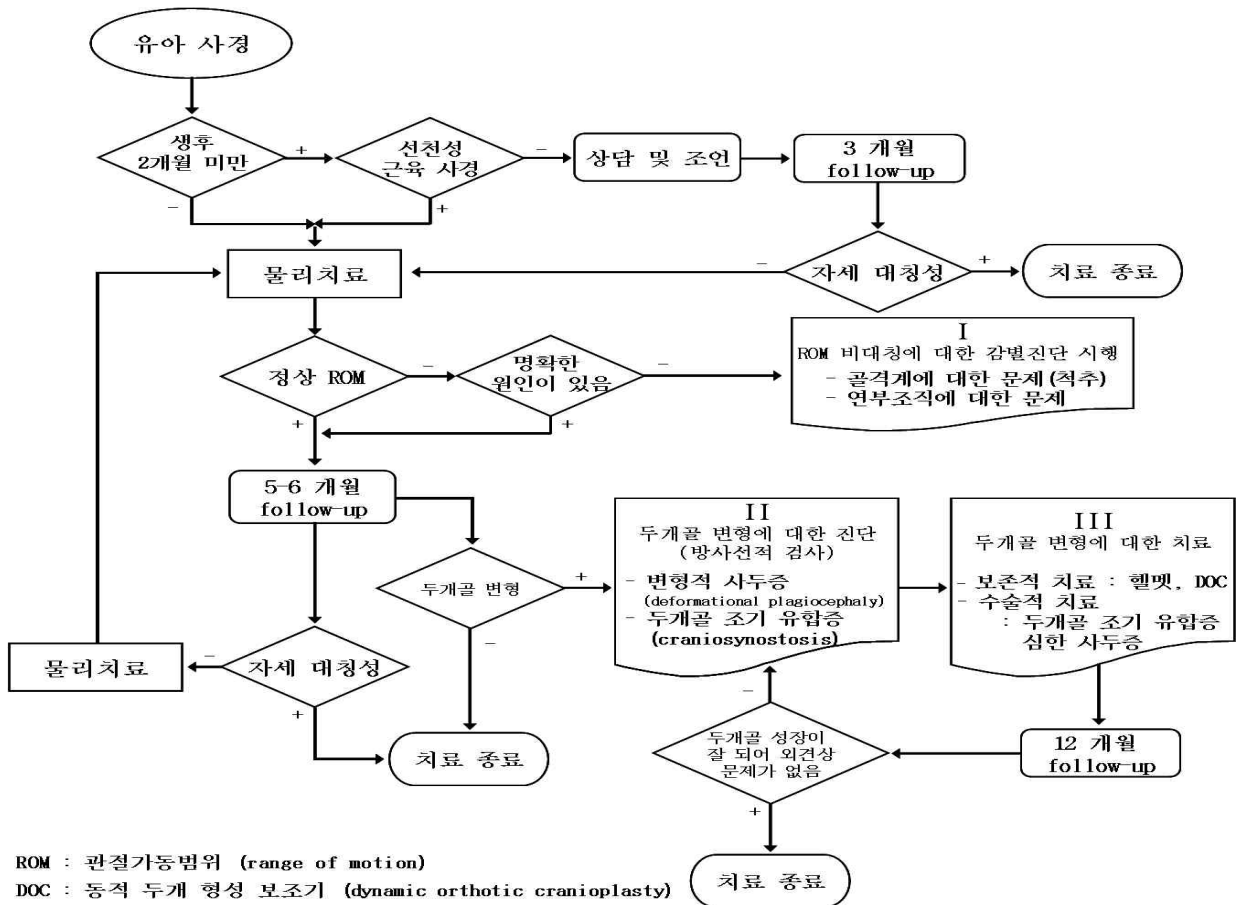 유아 사경
생후
2개월 미만
+
선천성
근육 사경
-
상담 및 조언
3 개월
follow-up
-
+
물리치료
-
자세 대칭성
+
치료 종료
정상 ROM
-
명확한
원인이 있음
-
I
ROM 비대칭에 대한 감별진단 시행
- 골격계에 대한 문제(척추)
- 연부조직에 대한 문제
+
+
5-6 개월
follow-up
두개골 변형
+
-
II
두개골 변형에 대한 진단
(방사선적 검사)
- 변형적 사두증
(deformational plagiocephaly)
- 두개골 조기 유합증
(craniosynostosis)
III
두개골 변형에 대한 치료
- 보존적 치료 : 헬멧, DOC
- 수술적 치료
: 두개골 조기 유합증
심한 사두증
물리치료
-
자세 대칭성
+
치료 종료
-
두개골 성장이
잘 되어 외견상
문제가 없음
+
12 개월
follow-up
치료 종료
ROM : 관절가동범위 (range of motion)
DOC : 동적 두개 형성 보조기 (dynamic orthotic cranioplasty)